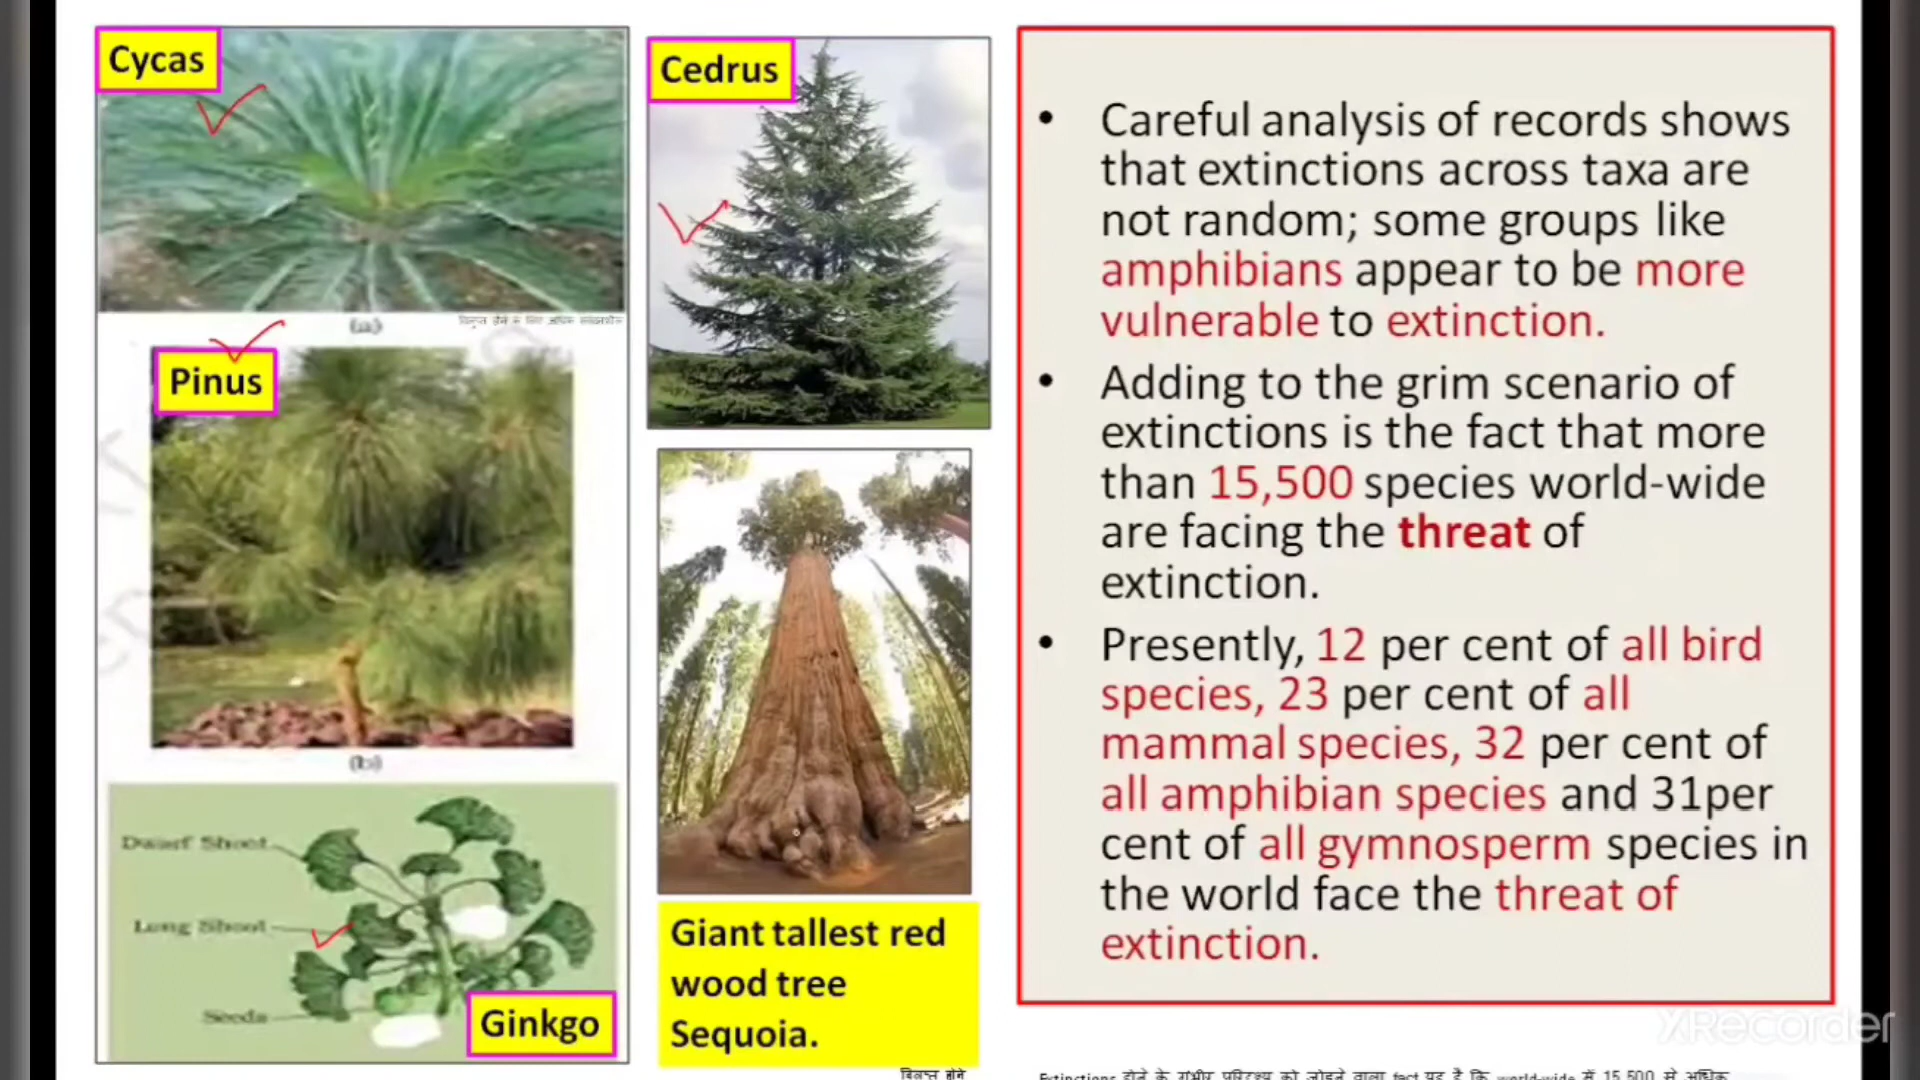 Cycas
(a)
Pinus
(b)
Dwarf Shoot
Long Shoot
Seeds
Ginkgo
Cedrus
Giant tallest red
wood tree
Sequoia.
• Careful analysis of records shows
that extinctions across taxa are
not random; some groups like
amphibians appear to be more
vulnerable to extinction.
• Adding to the grim scenario of
extinctions is the fact that more
than 15,500 species world-wide
are facing the threat of
extinction.
• Presently, 12 per cent of all bird
species, 23 per cent of all
mammal species, 32 per cent of
all amphibian species and 31per
cent of all gymnosperm species in
the world face the threat of
extinction.
XRecorder